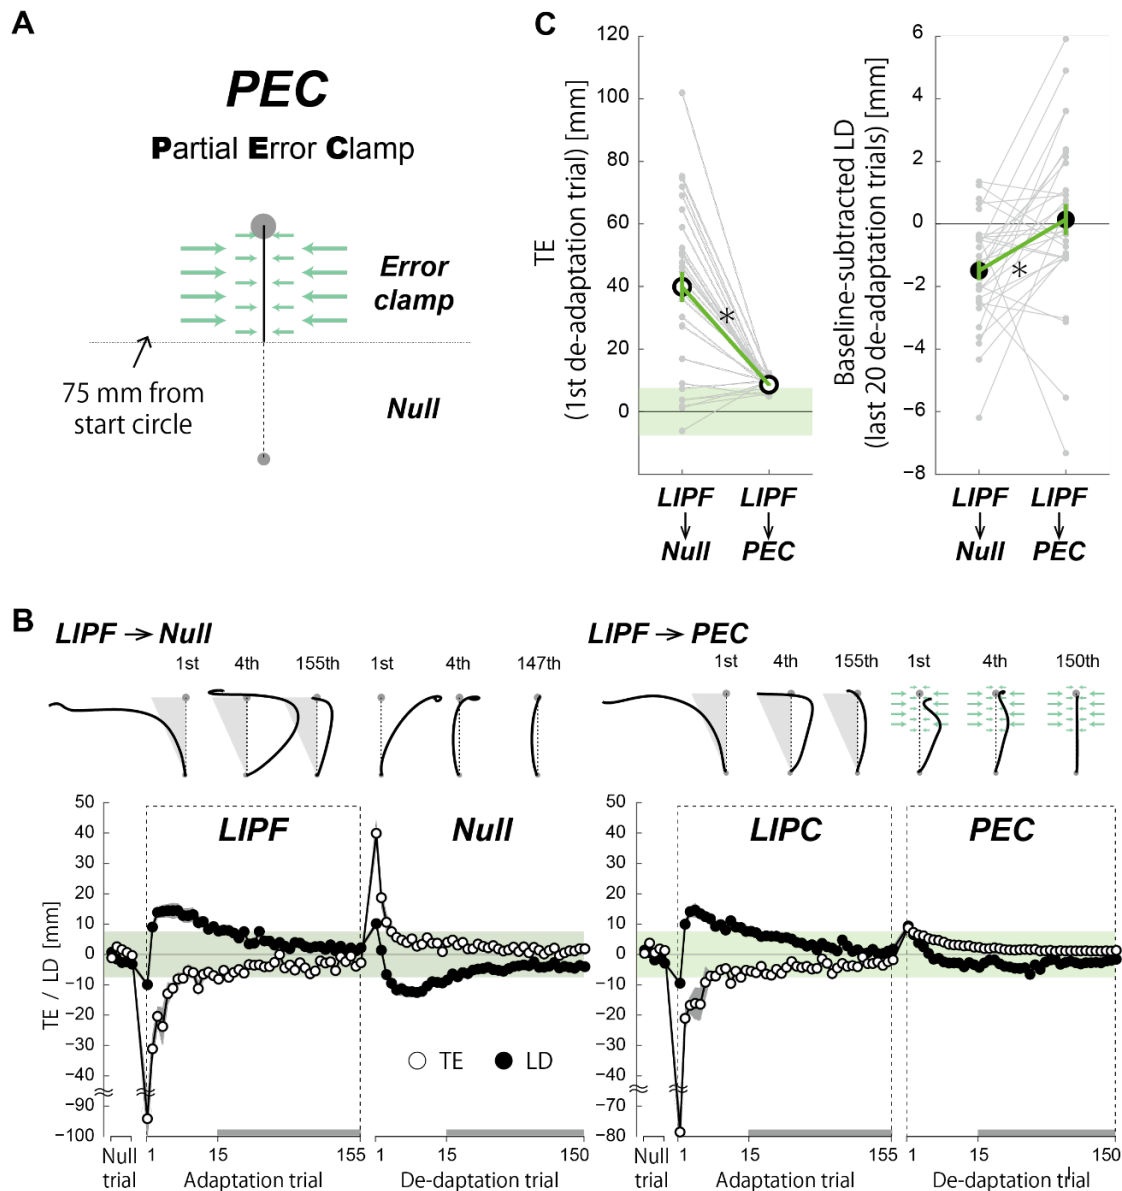 A
PEC
Partial Error Clamp
Error
clamp
75 mm from
start circle
Null
C
TE
(1st de-adaptation trial) [mm]
120
100
80
60
40
20
0
*
LIPF
Null
LIPF
PEC
Baseline-subtracted LD
(last 20 de-adaptation trials) [mm]
6
4
2
0
−2
−4
−6
−8
*
LIPF
Null
LIPF
PEC
B
LIPF → Null
1st 4th 155th 1st 4th 147th
LIPF → PEC
1st 4th 155th 1st 4th 150th
TE / LD [mm]
50
40
30
20
10
0
−10
−20
−30
−40
−90
−100
LIPF
Null
TE
LD
Null
trial
1 15 155
Adaptation trial
1 15 150
De-daptation trial
50
40
30
20
10
0
−10
−20
−30
−40
−70
−80
LIPC
PEC
Null
trial
1 15 155
Adaptation trial
1 15 150
De-daptation trial